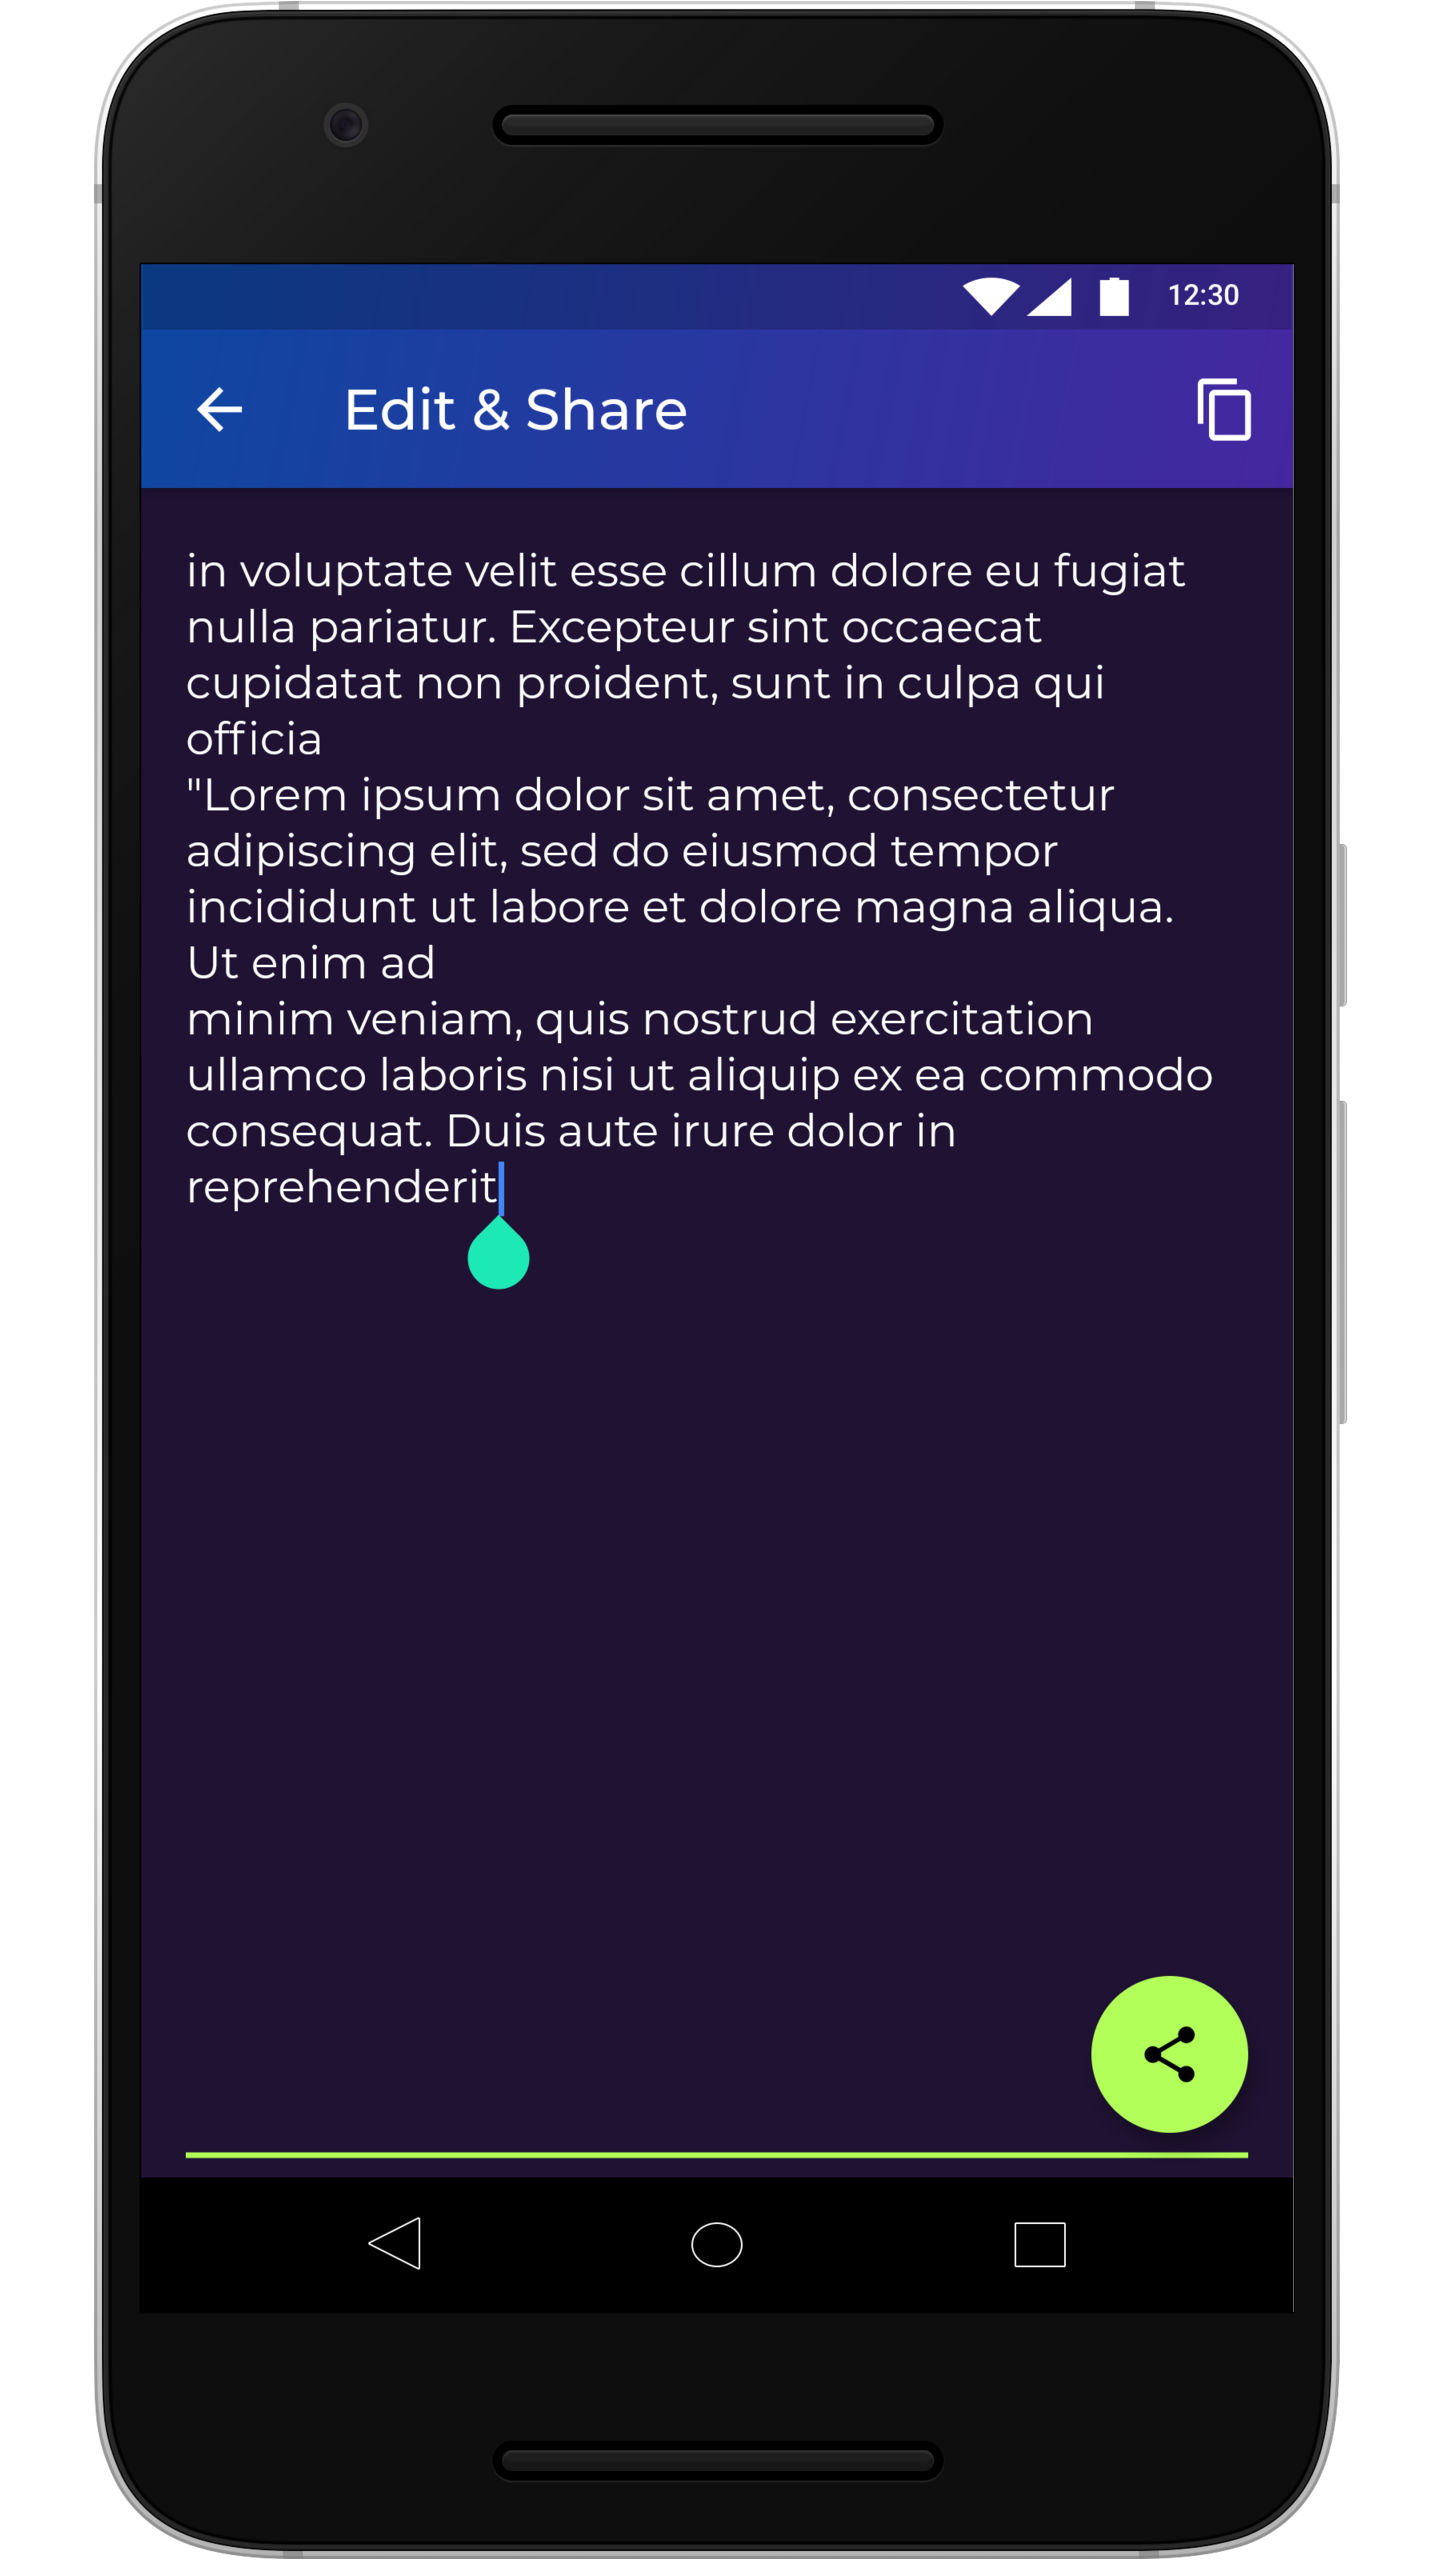 12:30
Edit & Share
in voluptate velit esse cillum dolore eu fugiat
nulla pariatur. Excepteur sint occaecat
cupidatat non proident, sunt in culpa qui
officia
"Lorem ipsum dolor sit amet, consectetur
adipiscing elit, sed do eiusmod tempor
incididunt ut labore et dolore magna aliqua.
Ut enim ad
minim veniam, quis nostrud exercitation
ullamco laboris nisi ut aliquip ex ea commodo
consequat. Duis aute irure dolor in
reprehenderit